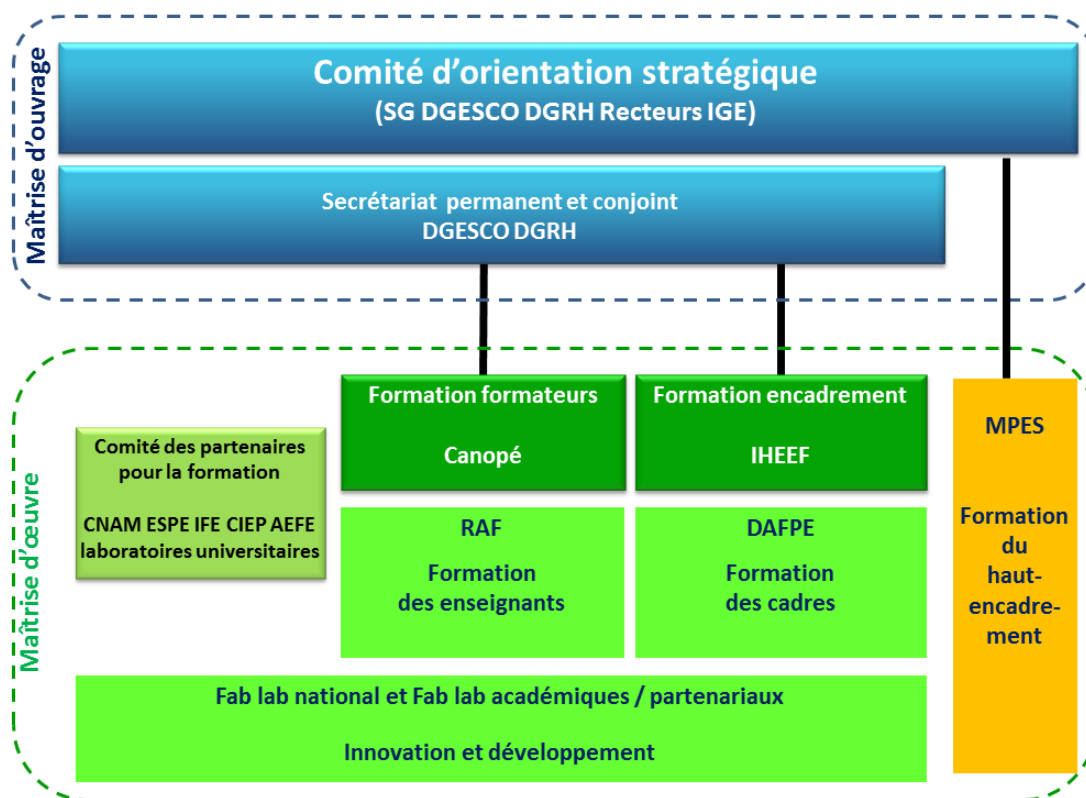 Maîtrise d'ouvrage
Comité d'orientation stratégique
(SG DGESCO DGRH Recteurs IGE)
Secrétariat permanent et conjoint
DGESCO DGRH
Maîtrise d'œuvre
Comité des partenaires
pour la formation
CNAM ESPE IFE CIEP AEFE
laboratoires universitaires
Formation formateurs
Canopé
Formation encadrement
IHEEF
MPES
Formation
du
haut-
encadre-
ment
RAF
Formation
des enseignants
DAFPE
Formation
des cadres
Fab lab national et Fab lab académiques / partenariaux
Innovation et développement